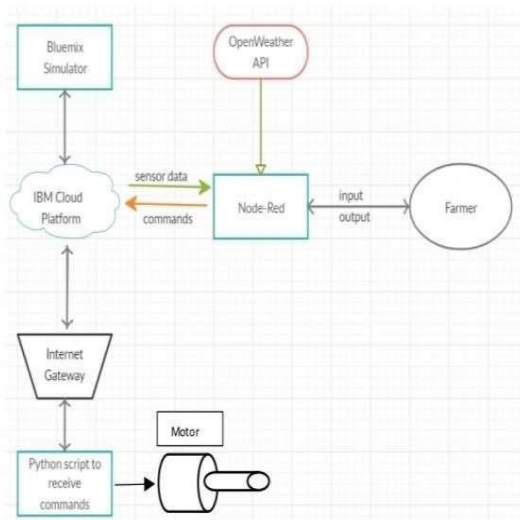 Bluemix
Simulator
OpenWeather
API
sensor data
IBM Cloud
Platform
commands
Node-Red
input
output
Farmer
Internet
Gateway
Motor
Python script to
receive
commands